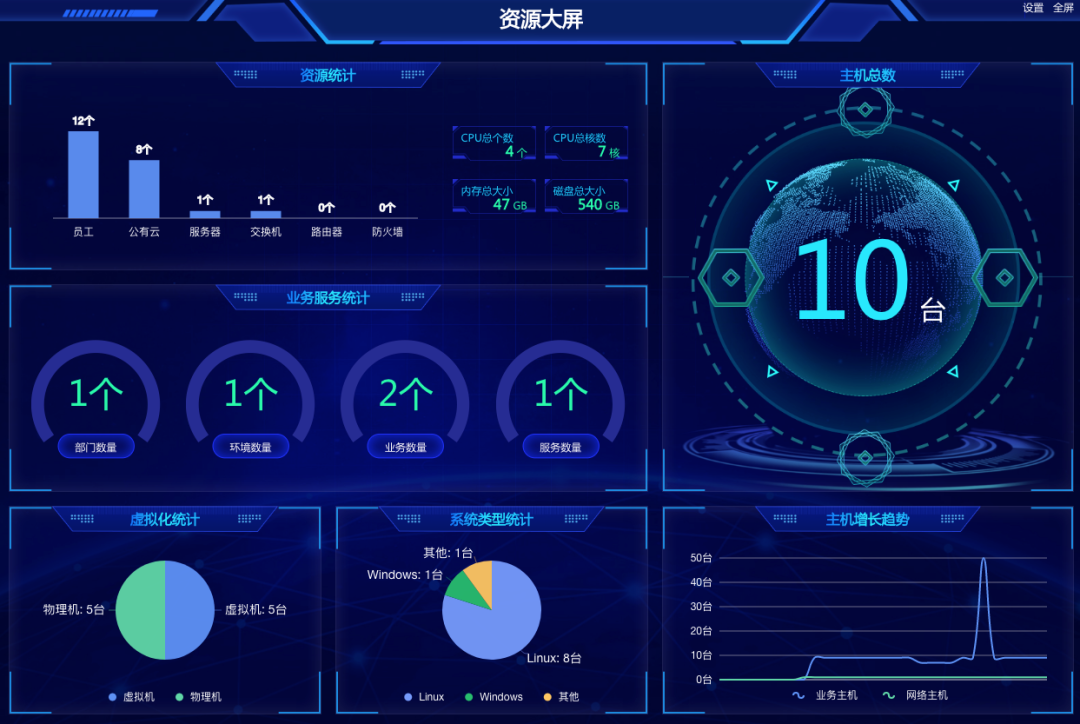 资源大屏
设置 全屏
资源统计
12个
8个
1个
1个
0个
0个
员工
公有云
服务器
交换机
路由器
防火墙
CPU总个数
4 个
CPU总核数
7 核
内存总大小
47 GB
磁盘总大小
540 GB
主机总数
10 台
业务服务统计
1个
部门数量
1个
环境数量
2个
业务数量
1个
服务数量
虚拟化统计
物理机: 5台
虚拟机: 5台
虚拟机 物理机
系统类型统计
其他: 1台
Windows: 1台
Linux: 8台
Linux Windows 其他
主机增长趋势
50台
40台
30台
20台
10台
0台
业务主机 网络主机